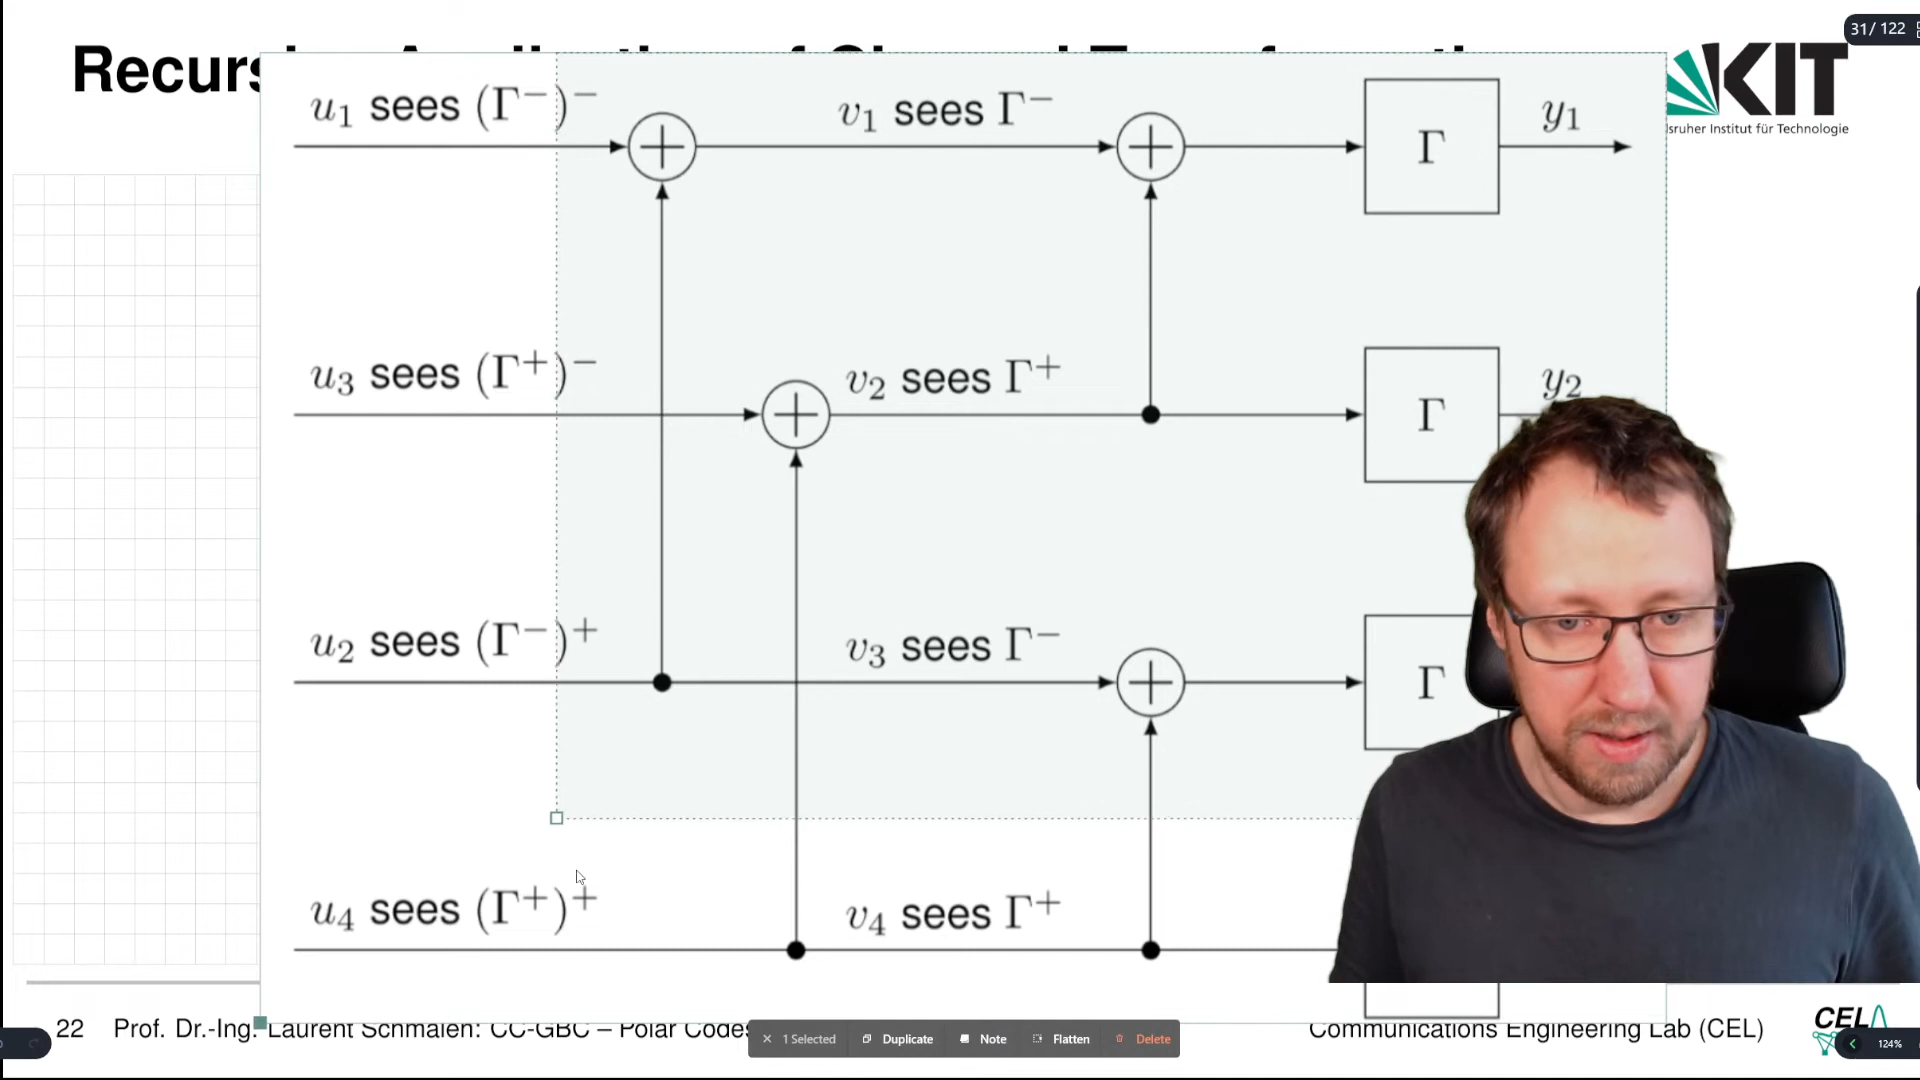 31/ 122
KIT
sruher Institut für Technologie
u₁ sees (Γ⁻)⁻
v₁ sees Γ⁻
Γ
y₁
u₃ sees (Γ⁺)⁻
v₂ sees Γ⁺
Γ
y₂
u₂ sees (Γ⁻)⁺
v₃ sees Γ⁻
Γ
u₄ sees (Γ⁺)⁺
v₄ sees Γ⁺
22 Prof. Dr.-Ing. Laurent Schmalen: CC-GBC – Polar Codes
1 Selected Duplicate Note Flatten Delete
Communications Engineering Lab (CEL)
CEL
124%